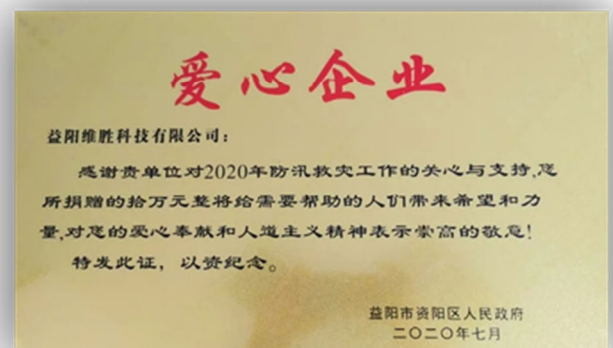 爱心企业
益阳维胜科技有限公司：
感谢贵单位对2020年防汛救灾工作的关心与支持,您
所捐赠的拾万元整将给需要帮助的人们带来希望和力
量,对您的爱心奉献和人道主义精神表示崇高的敬意!
特发此证，以资纪念。
益阳市资阳区人民政府
二〇二〇年七月